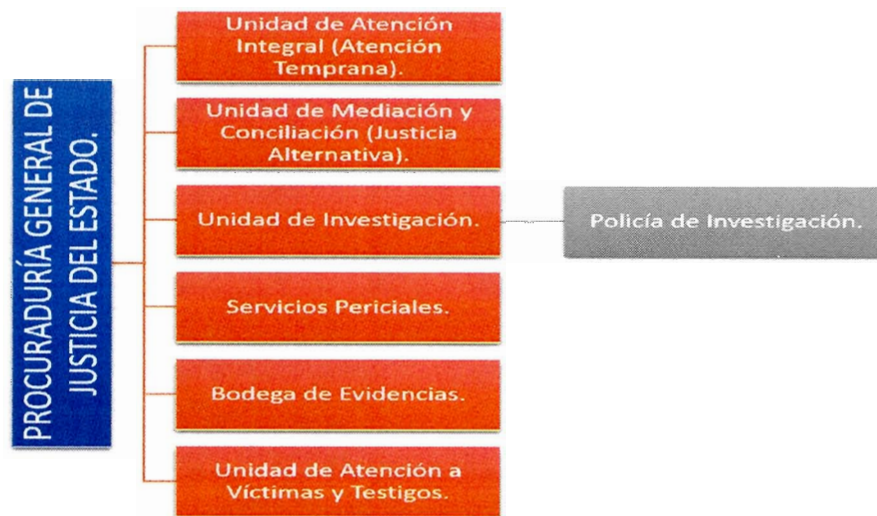 PROCURADURÍA GENERAL DE
JUSTICIA DEL ESTADO.
Unidad de Atención
Integral (Atención
Temprana).
Unidad de Mediación y
Conciliación (Justicia
Alternativa).
Unidad de Investigación.
Policía de Investigación.
Servicios Periciales.
Bodega de Evidencias.
Unidad de Atención a
Víctimas y Testigos.